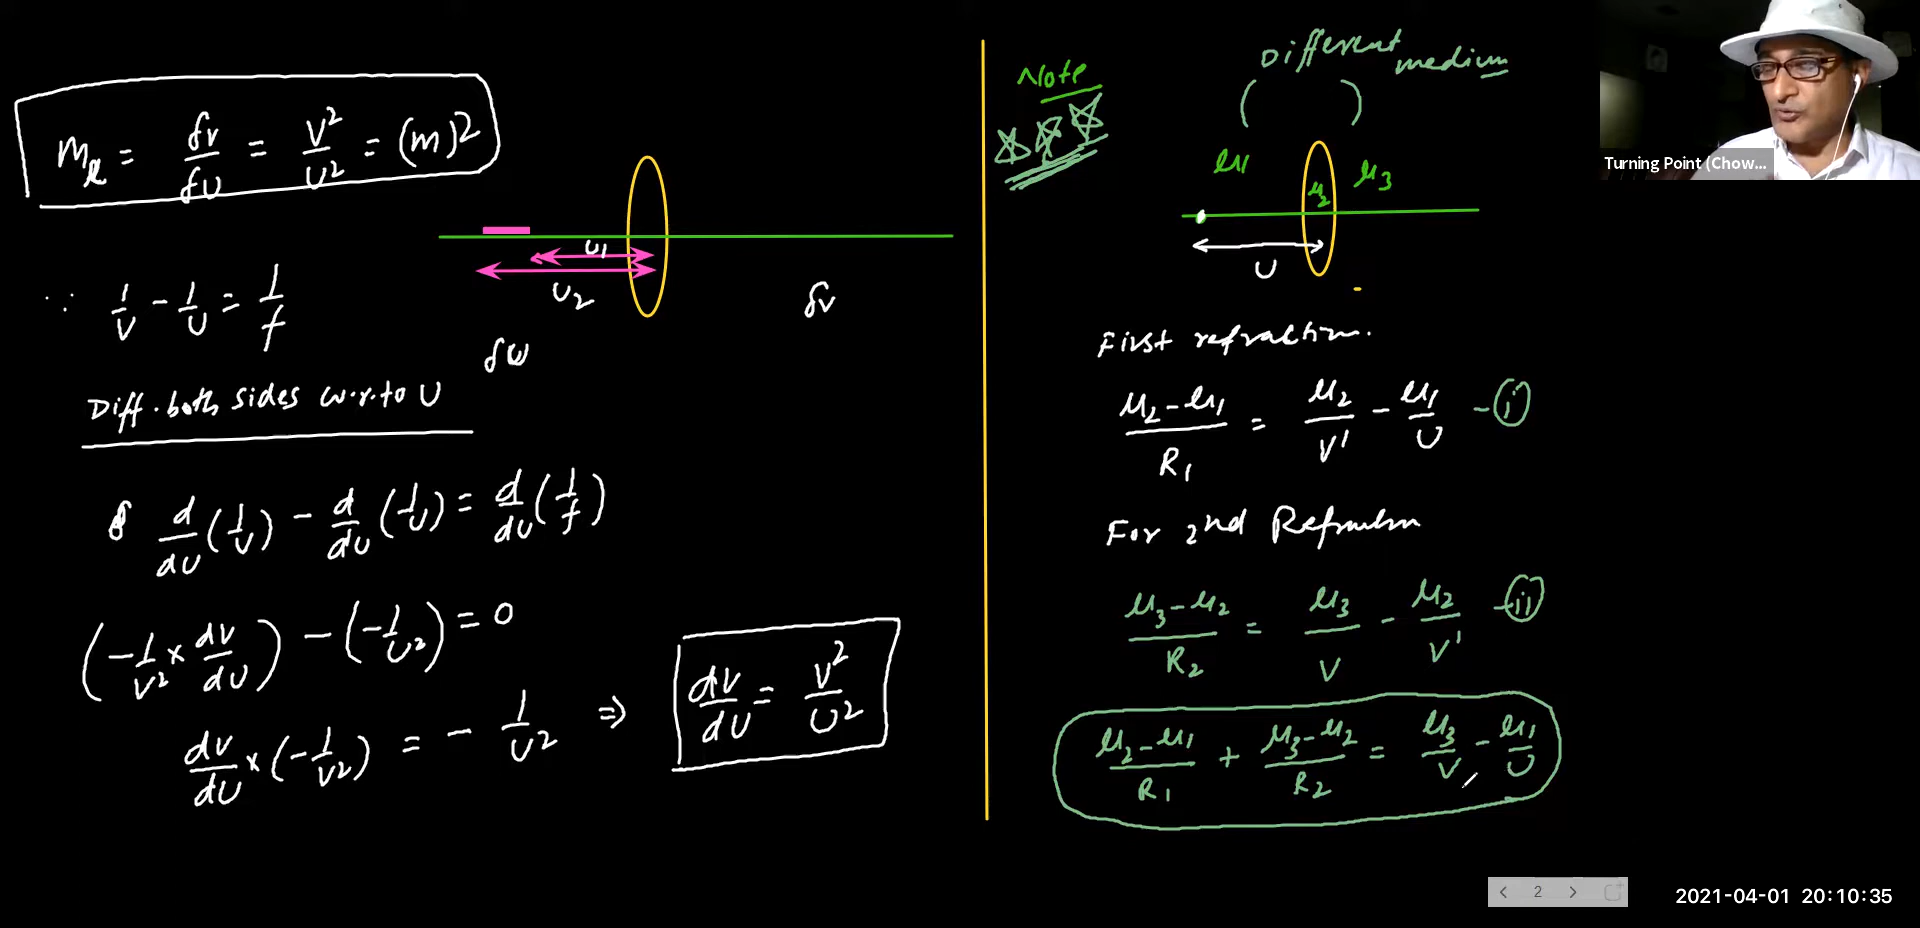 m_l = δv/δu = v²/u² = (m)²
u₁
u₂
δv
δu
∵ 1/v - 1/u = 1/f
Diff. both sides w.r.to u
d/du (1/v) - d/du (1/u) = d/du (1/f)
(-1/v² × dv/du) - (-1/u²) = 0
dv/du × (-1/v²) = - 1/u² ⇒ dv/du = v²/u²
Note
Different medium
μ₁ μ₂ μ₃
u
First refraction.
(μ₂-μ₁)/R₁ = μ₂/v' - μ₁/u - (i)
For 2nd Refraction
(μ₃-μ₂)/R₂ = μ₃/v - μ₂/v' - (ii)
(μ₂-μ₁)/R₁ + (μ₃-μ₂)/R₂ = μ₃/v - μ₁/u
Turning Point (Chow...
2
2021-04-01 20:10:35